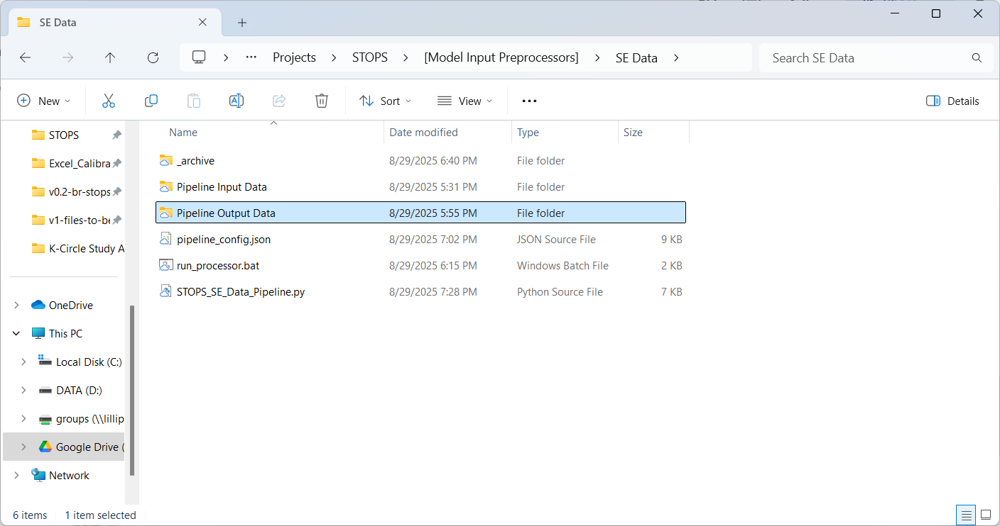 SE Data
Projects > STOPS > [Model Input Preprocessors] > SE Data >
Search SE Data
New
Sort
View
Details
STOPS
Excel_Calibra
v0.2-br-stops
v1-files-to-be
K-Circle Study A
OneDrive
This PC
Local Disk (C:)
DATA (D:)
groups (\\lillip
Google Drive (
Network
Name Date modified Type Size
_archive 8/29/2025 6:40 PM File folder
Pipeline Input Data 8/29/2025 5:31 PM File folder
Pipeline Output Data 8/29/2025 5:55 PM File folder
pipeline_config.json 8/29/2025 7:02 PM JSON Source File 9 KB
run_processor.bat 8/29/2025 6:15 PM Windows Batch File 2 KB
STOPS_SE_Data_Pipeline.py 8/29/2025 7:28 PM Python Source File 7 KB
6 items 1 item selected